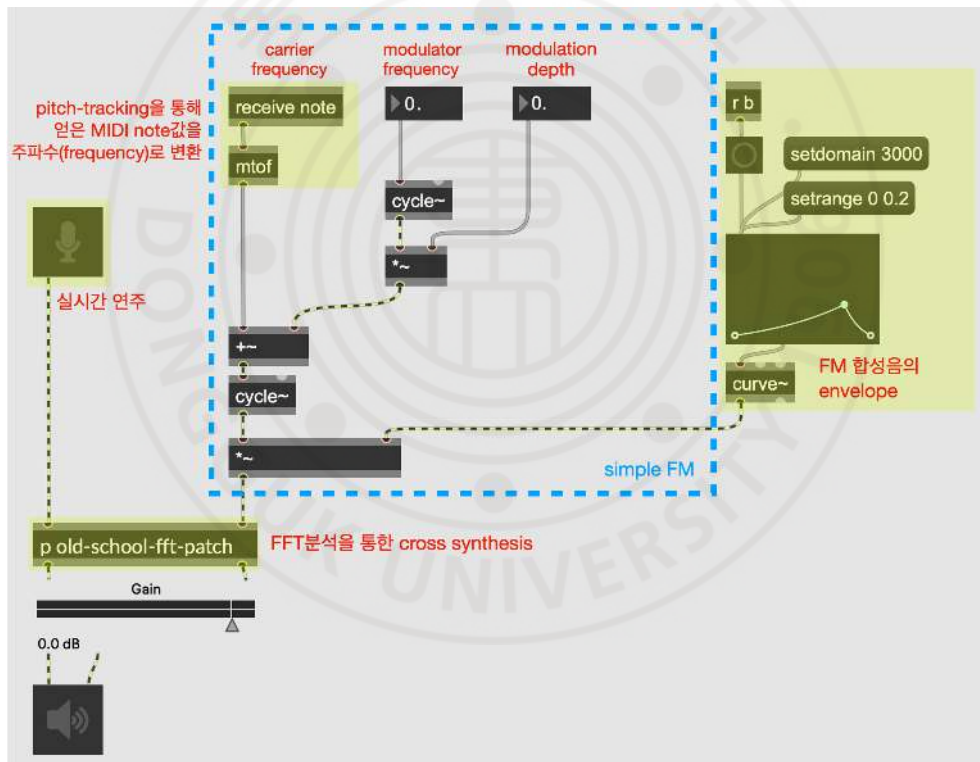 carrier
frequency
modulator
frequency
modulation
depth
pitch-tracking을 통해
얻은 MIDI note값을
주파수(frequency)로 변환
receive note
0.
0.
r b
mtof
setdomain 3000
setrange 0 0.2
cycle~
*~
실시간 연주
+~
cycle~
FM 합성음의
envelope
curve~
*~
simple FM
p old-school-fft-patch
FFT분석을 통한 cross synthesis
Gain
0.0 dB
DONGGUK UNIVERSITY